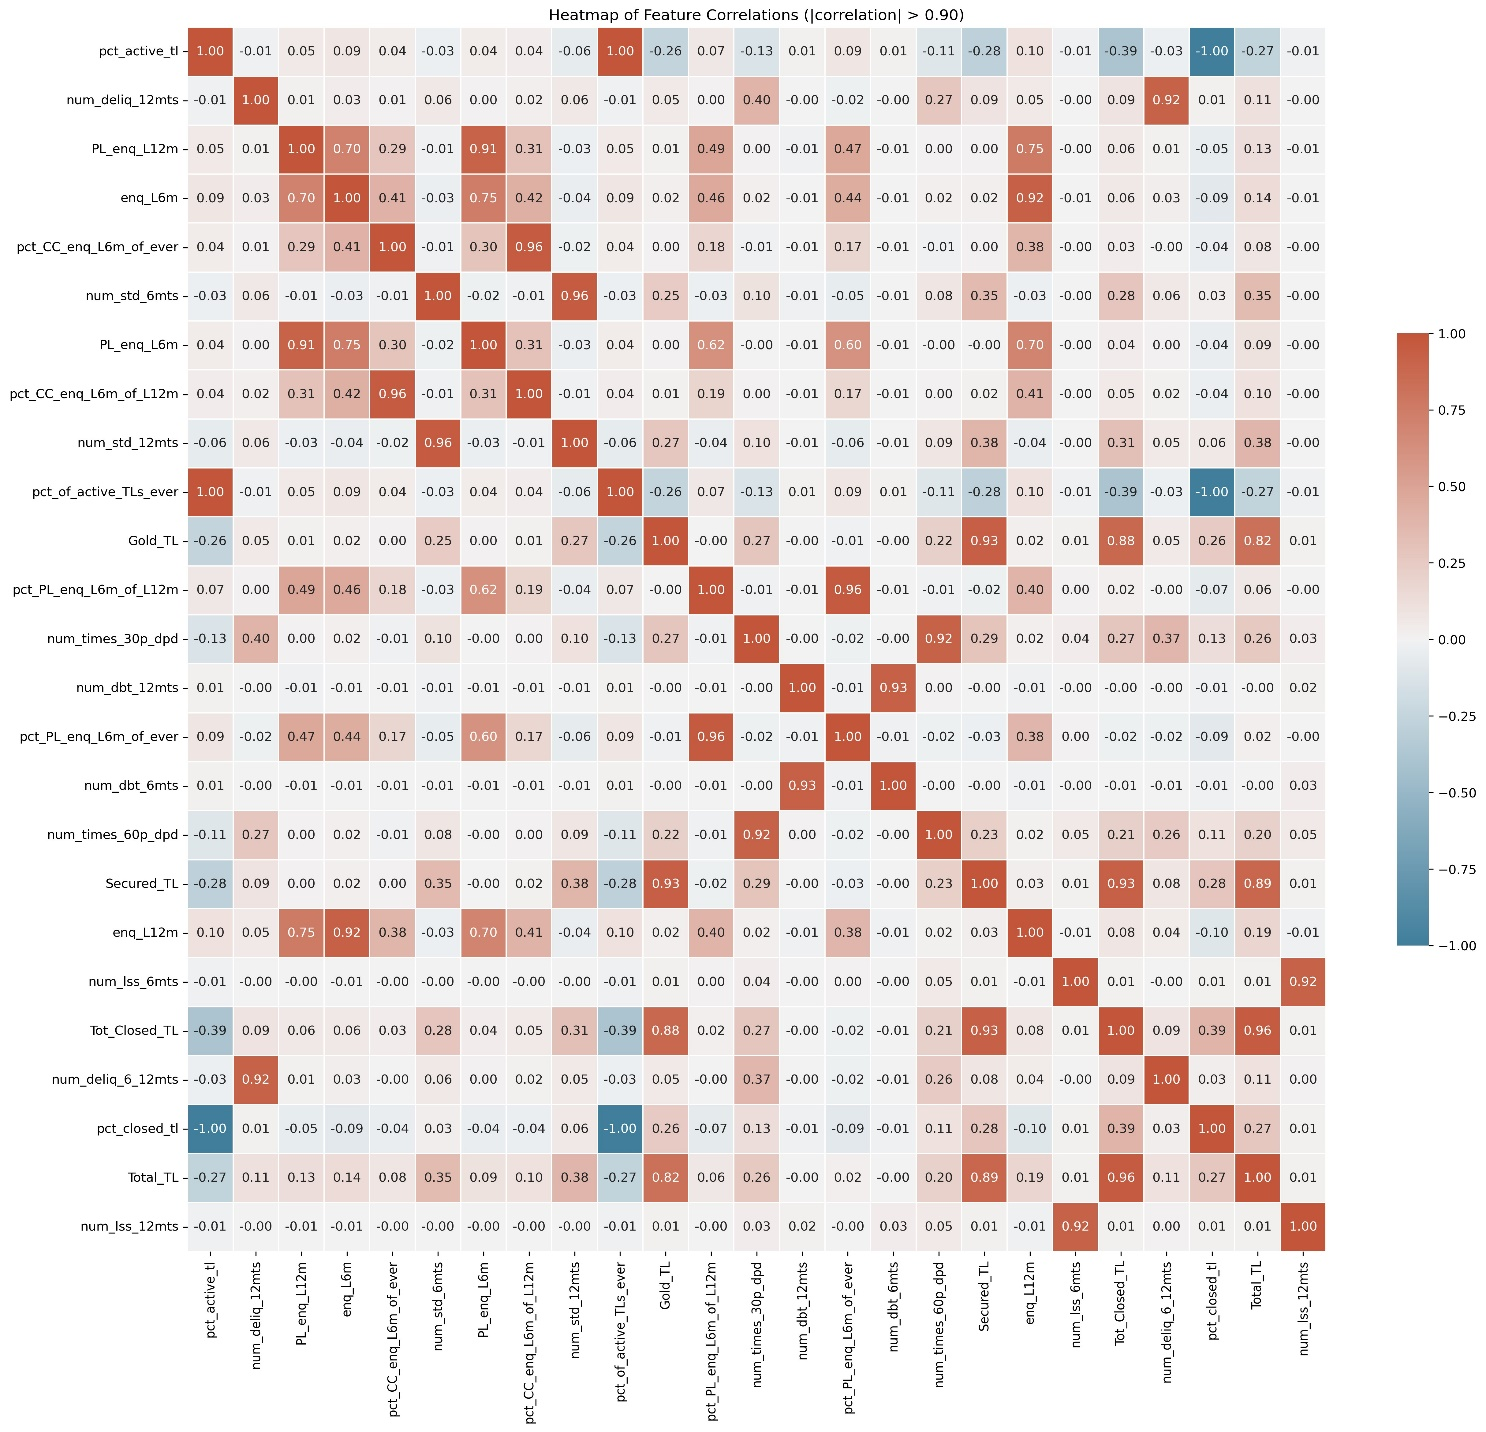 Heatmap of Feature Correlations (|correlation| > 0.90)
pct_active_tl 1.00 -0.01 0.05 0.09 0.04 -0.03 0.04 0.04 -0.06 1.00 -0.26 0.07 -0.13 0.01 0.09 0.01 -0.11 -0.28 0.10 -0.01 -0.39 -0.03 -1.00 -0.27 -0.01
num_deliq_12mts -0.01 1.00 0.01 0.03 0.01 0.06 0.00 0.02 0.06 -0.01 0.05 0.00 0.40 -0.00 -0.02 -0.00 0.27 0.09 0.05 -0.00 0.09 0.92 0.01 0.11 -0.00
PL_enq_L12m 0.05 0.01 1.00 0.70 0.29 -0.01 0.91 0.31 -0.03 0.05 0.01 0.49 0.00 -0.01 0.47 -0.01 0.00 0.00 0.75 -0.00 0.06 0.01 -0.05 0.13 -0.01
enq_L6m 0.09 0.03 0.70 1.00 0.41 -0.03 0.75 0.42 -0.04 0.09 0.02 0.46 0.02 -0.01 0.44 -0.01 0.02 0.02 0.92 -0.00 0.06 0.03 -0.09 0.14 -0.01
pct_CC_enq_L6m_of_ever 0.04 0.01 0.29 0.41 1.00 -0.01 0.30 0.96 -0.02 0.04 0.00 0.18 -0.01 -0.01 0.17 -0.01 -0.01 0.00 0.38 -0.00 0.03 -0.00 -0.04 0.08 -0.00
num_std_6mts -0.03 0.06 -0.01 -0.03 -0.01 1.00 -0.02 -0.01 0.96 -0.03 0.25 -0.03 0.10 -0.01 -0.05 -0.01 0.08 0.35 -0.03 -0.00 0.28 0.06 0.03 0.35 -0.00
PL_enq_L6m 0.04 0.00 0.91 0.75 0.30 -0.02 1.00 0.31 -0.03 0.04 0.00 0.62 -0.00 -0.01 0.60 -0.01 -0.00 -0.00 0.70 -0.00 0.04 0.00 -0.04 0.09 -0.00
pct_CC_enq_L6m_of_L12m 0.04 0.02 0.31 0.42 0.96 -0.01 0.31 1.00 -0.01 0.04 0.01 0.19 0.00 -0.01 0.17 -0.01 0.00 0.02 0.41 -0.00 0.05 0.02 -0.04 0.10 -0.00
num_std_12mts -0.06 0.06 -0.03 -0.04 -0.02 0.96 -0.03 -0.01 1.00 -0.06 0.27 -0.04 0.10 -0.01 -0.06 -0.01 0.09 0.38 -0.04 -0.00 0.31 0.05 0.06 0.38 -0.00
pct_of_active_TLs_ever 1.00 -0.01 0.05 0.09 0.04 -0.03 0.04 0.04 -0.06 1.00 -0.26 0.07 -0.13 0.01 0.09 0.01 -0.11 -0.28 0.10 -0.01 -0.39 -0.03 -1.00 -0.27 -0.01
Gold_TL -0.26 0.05 0.01 0.02 0.00 0.25 0.00 0.01 0.27 -0.26 1.00 -0.00 0.27 -0.00 -0.01 -0.00 0.22 0.93 0.02 0.01 0.88 0.05 0.26 0.82 0.01
pct_PL_enq_L6m_of_L12m 0.07 0.00 0.49 0.46 0.18 -0.03 0.62 0.19 -0.04 0.07 -0.00 1.00 -0.01 -0.01 0.96 -0.01 -0.01 -0.02 0.40 0.00 0.02 -0.00 -0.07 0.06 -0.00
num_times_30p_dpd -0.13 0.40 0.00 0.02 -0.01 0.10 -0.00 0.00 0.10 -0.13 0.27 -0.01 1.00 -0.00 -0.02 -0.00 0.92 0.29 0.02 0.04 0.27 0.37 0.13 0.26 0.03
num_dbt_12mts 0.01 -0.00 -0.01 -0.01 -0.01 -0.01 -0.01 -0.01 -0.01 0.01 -0.00 -0.01 -0.00 1.00 -0.01 0.93 0.00 -0.00 -0.01 -0.00 -0.00 -0.00 -0.01 -0.00 0.02
pct_PL_enq_L6m_of_ever 0.09 -0.02 0.47 0.44 0.17 -0.05 0.60 0.17 -0.06 0.09 -0.01 0.96 -0.02 -0.01 1.00 -0.01 -0.02 -0.03 0.38 0.00 -0.02 -0.02 -0.09 0.02 -0.00
num_dbt_6mts 0.01 -0.00 -0.01 -0.01 -0.01 -0.01 -0.01 -0.01 -0.01 0.01 -0.00 -0.01 -0.00 0.93 -0.01 1.00 -0.00 -0.00 -0.01 -0.00 -0.01 -0.01 -0.01 -0.00 0.03
num_times_60p_dpd -0.11 0.27 0.00 0.02 -0.01 0.08 -0.00 0.00 0.09 -0.11 0.22 -0.01 0.92 0.00 -0.02 -0.00 1.00 0.23 0.02 0.05 0.21 0.26 0.11 0.20 0.05
Secured_TL -0.28 0.09 0.00 0.02 0.00 0.35 -0.00 0.02 0.38 -0.28 0.93 -0.02 0.29 -0.00 -0.03 -0.00 0.23 1.00 0.03 0.01 0.93 0.08 0.28 0.89 0.01
enq_L12m 0.10 0.05 0.75 0.92 0.38 -0.03 0.70 0.41 -0.04 0.10 0.02 0.40 0.02 -0.01 0.38 -0.01 0.02 0.03 1.00 -0.01 0.08 0.04 -0.10 0.19 -0.01
num_lss_6mts -0.01 -0.00 -0.00 -0.00 -0.00 -0.00 -0.00 -0.00 -0.00 -0.01 0.01 0.00 0.04 -0.00 0.00 -0.00 0.05 0.01 -0.01 1.00 0.01 -0.00 0.01 0.01 0.92
Tot_Closed_TL -0.39 0.09 0.06 0.06 0.03 0.28 0.04 0.05 0.31 -0.39 0.88 0.02 0.27 -0.00 -0.02 -0.01 0.21 0.93 0.08 0.01 1.00 0.09 0.39 0.96 0.01
num_deliq_6_12mts -0.03 0.92 0.01 0.03 -0.00 0.06 0.00 0.02 0.05 -0.03 0.05 -0.00 0.37 -0.00 -0.02 -0.01 0.26 0.08 0.04 -0.00 0.09 1.00 0.03 0.11 0.00
pct_closed_tl -1.00 0.01 -0.05 -0.09 -0.04 0.03 -0.04 -0.04 0.06 -1.00 0.26 -0.07 0.13 -0.01 -0.09 -0.01 0.11 0.28 -0.10 0.01 0.39 0.03 1.00 0.27 0.01
Total_TL -0.27 0.11 0.13 0.14 0.08 0.35 0.09 0.10 0.38 -0.27 0.82 0.06 0.26 -0.00 0.02 -0.00 0.20 0.89 0.19 0.01 0.96 0.11 0.27 1.00 0.01
num_lss_12mts -0.01 -0.00 -0.01 -0.01 -0.00 -0.00 -0.00 -0.00 -0.00 -0.01 0.01 -0.00 0.03 0.02 -0.00 0.03 0.05 0.01 -0.01 0.92 0.01 0.00 0.01 0.01 1.00
pct_active_tl
num_deliq_12mts
PL_enq_L12m
enq_L6m
pct_CC_enq_L6m_of_ever
num_std_6mts
PL_enq_L6m
pct_CC_enq_L6m_of_L12m
num_std_12mts
pct_of_active_TLs_ever
Gold_TL
pct_PL_enq_L6m_of_L12m
num_times_30p_dpd
num_dbt_12mts
pct_PL_enq_L6m_of_ever
num_dbt_6mts
num_times_60p_dpd
Secured_TL
enq_L12m
num_lss_6mts
Tot_Closed_TL
num_deliq_6_12mts
pct_closed_tl
Total_TL
num_lss_12mts
1.00
0.75
0.50
0.25
0.00
−0.25
−0.50
−0.75
−1.00